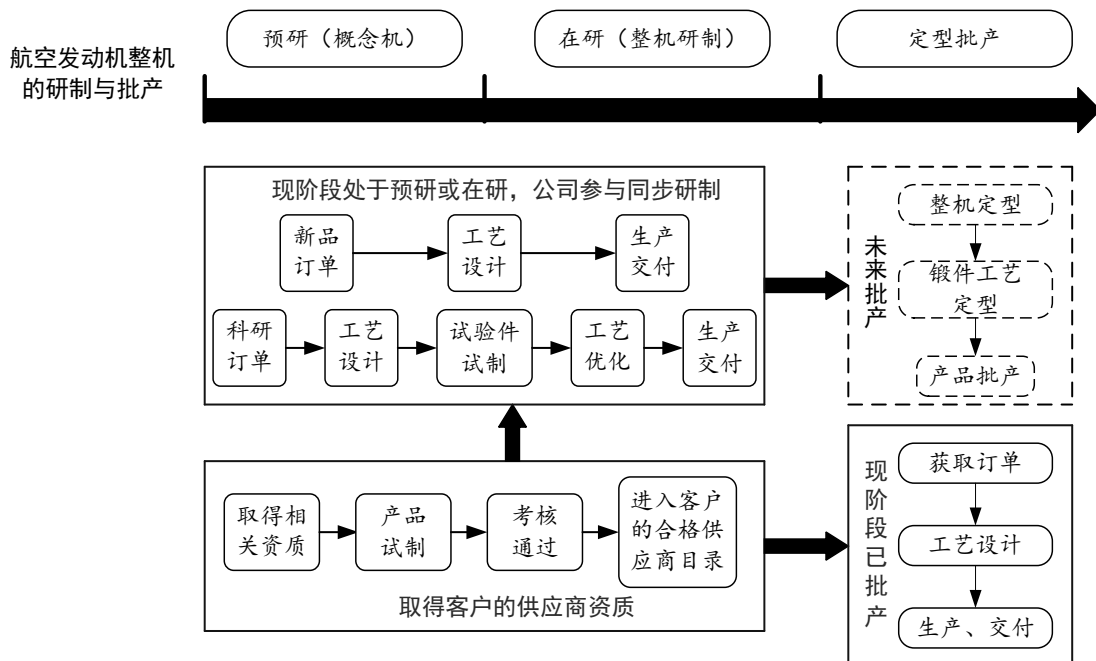 航空发动机整机
的研制与批产
预研（概念机）
在研（整机研制）
定型批产
现阶段处于预研或在研，公司参与同步研制
新品
订单
工艺
设计
生产
交付
科研
订单
工艺
设计
试验件
试制
工艺
优化
生产
交付
未来批产
整机定型
锻件工艺
定型
产品批产
取得相
关资质
产品
试制
考核
通过
进入客户
的合格供
应商目录
取得客户的供应商资质
现阶段已批产
获取订单
工艺设计
生产、交付